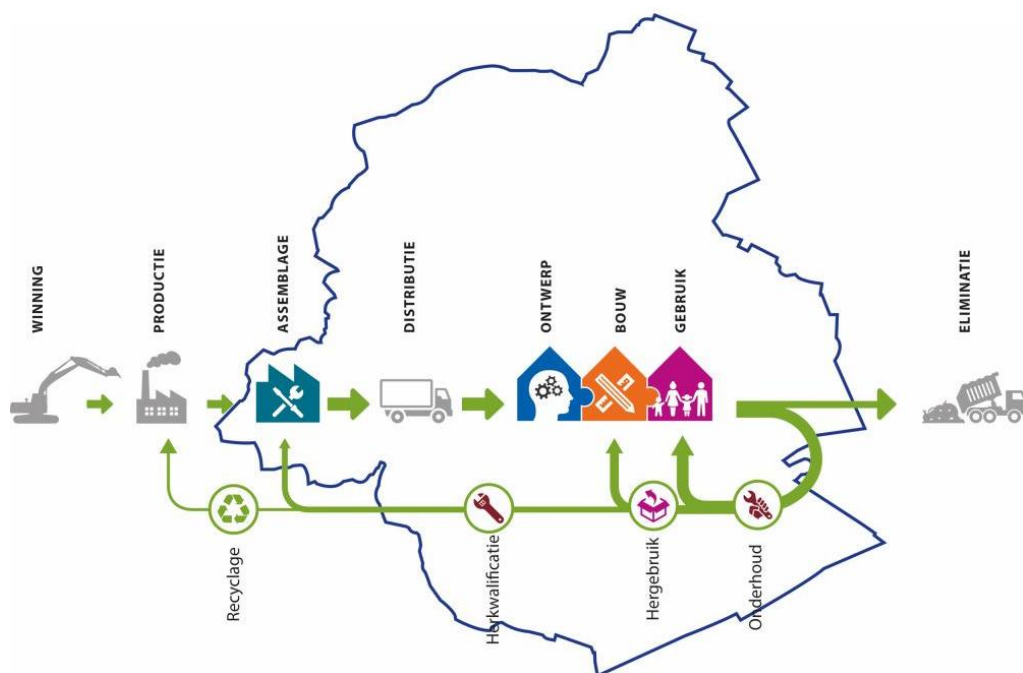 WINNING
PRODUCTIE
ASSEMBLAGE
DISTRIBUTIE
ONTWERP
BOUW
GEBRUIK
ELIMINATIE
Recyclage
Herkwalificatie
Hergebruik
Onderhoud